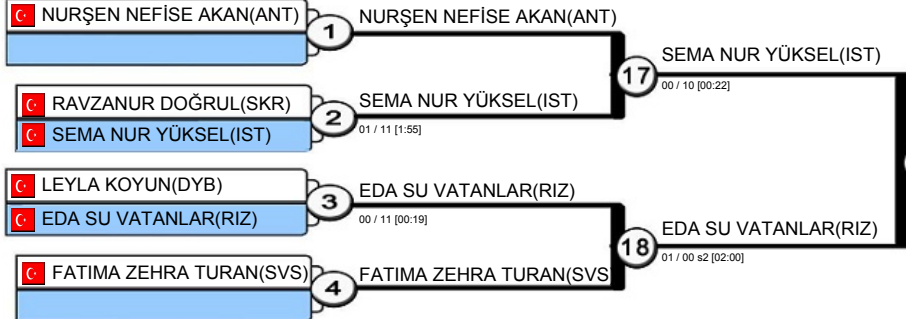 NURŞEN NEFİSE AKAN(ANT)
1
NURŞEN NEFİSE AKAN(ANT)
RAVZANUR DOĞRUL(SKR)
SEMA NUR YÜKSEL(IST)
2
SEMA NUR YÜKSEL(IST)
01 / 11 [1:55]
17
SEMA NUR YÜKSEL(IST)
00 / 10 [00:22]
LEYLA KOYUN(DYB)
EDA SU VATANLAR(RIZ)
3
EDA SU VATANLAR(RIZ)
00 / 11 [00:19]
FATIMA ZEHRA TURAN(SVS)
4
FATIMA ZEHRA TURAN(SVS
18
EDA SU VATANLAR(RIZ)
01 / 00 s2 [02:00]